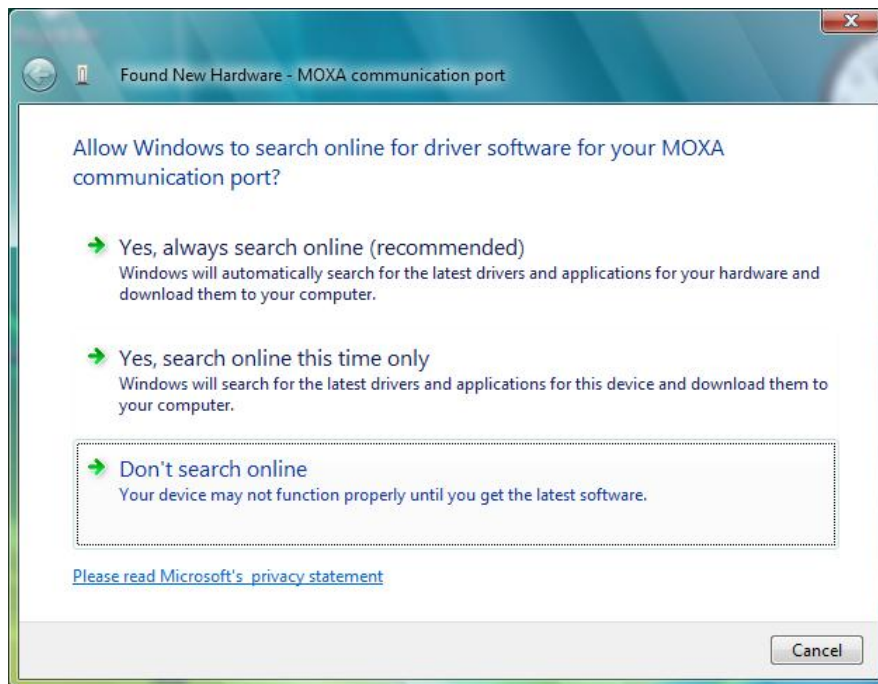 Found New Hardware - MOXA communication port
Allow Windows to search online for driver software for your MOXA
communication port?
Yes, always search online (recommended)
Windows will automatically search for the latest drivers and applications for your hardware and
download them to your computer.
Yes, search online this time only
Windows will search for the latest drivers and applications for this device and download them to
your computer.
Don't search online
Your device may not function properly until you get the latest software.
Please read Microsoft's privacy statement
Cancel